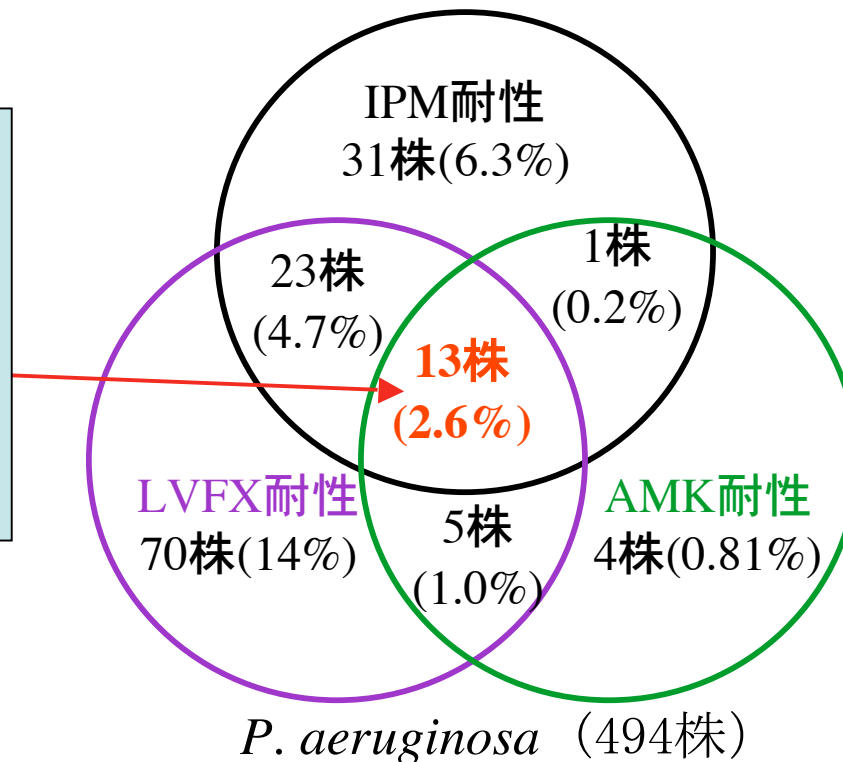 IPM耐性
31株(6.3%)
23株
(4.7%)
1株
(0.2%)
13株
(2.6%)
LVFX耐性
70株(14%)
5株
(1.0%)
AMK耐性
4株(0.81%)
P. aeruginosa（494株）